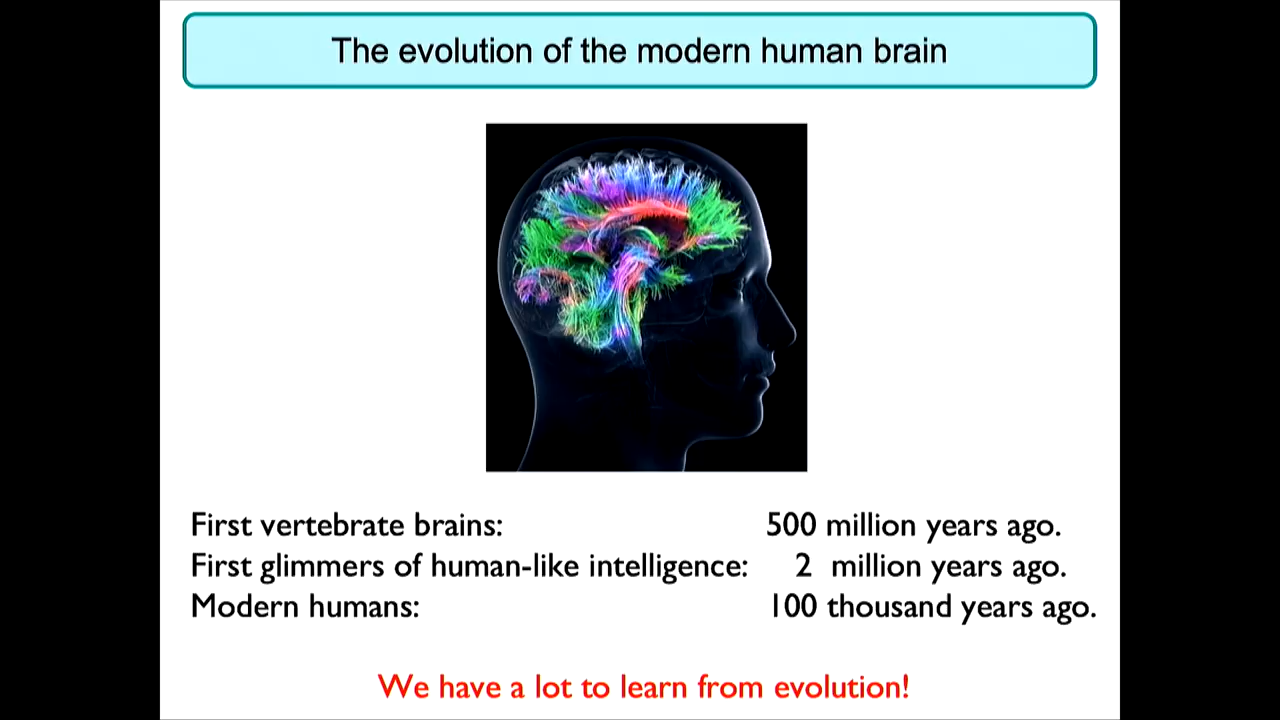 The evolution of the modern human brain
First vertebrate brains: 500 million years ago.
First glimmers of human-like intelligence: 2 million years ago.
Modern humans: 100 thousand years ago.
We have a lot to learn from evolution!